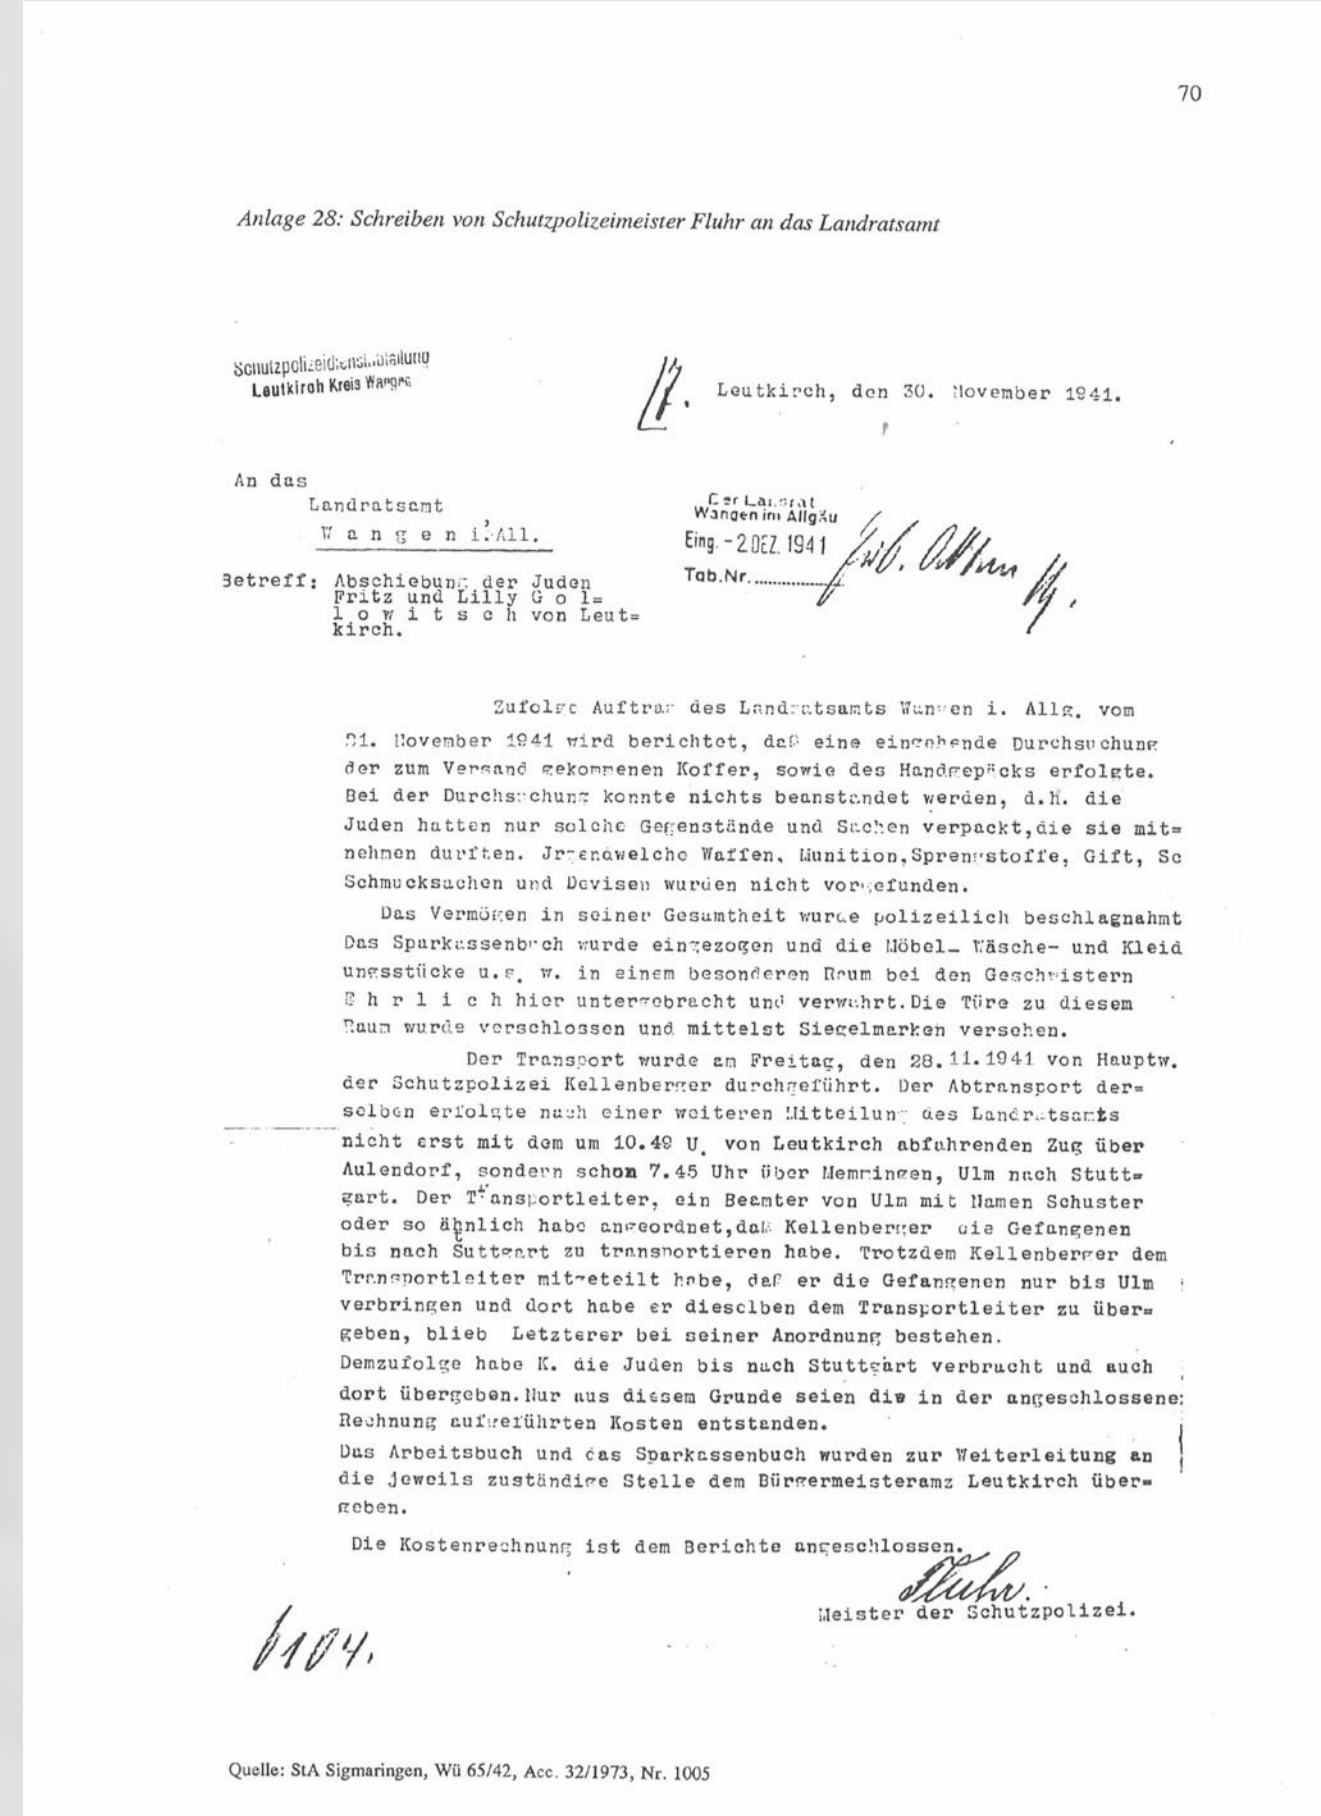 70
Anlage 28: Schreiben von Schutzpolizeimeister Fluhr an das Landratsamt
Schutzpolizeidienstabteilung
Leutkirch Kreis Wangen
Leutkirch, den 30. November 1941.
An das
Landratsamt
W a n g e n i. All.
Der Landrat
Wangen im Allgäu
Eing. -2. DEZ. 1941
Tab.Nr.
Betreff: Abschiebung der Juden
Fritz und Lilly G o l=
l o w i t s c h von Leut=
kirch.
Zufolge Auftrag des Landratsamts Wangen i. Allg. vom
21. November 1941 wird berichtet, daß eine eingehende Durchsuchung
der zum Versand gekommenen Koffer, sowie des Handgepäcks erfolgte.
Bei der Durchsuchung konnte nichts beanstandet werden, d.h. die
Juden hatten nur solche Gegenstände und Sachen verpackt,die sie mit=
nehmen durften. Jrgendwelche Waffen, Munition,Sprengstoffe, Gift, Sc
Schmucksachen und Devisen wurden nicht vorgefunden.
Das Vermögen in seiner Gesamtheit wurde polizeilich beschlagnahmt
Das Sparkassenbuch wurde eingezogen und die Möbel- Wäsche- und Kleid
ungsstücke u.s. w. in einem besonderen Raum bei den Geschwistern
E h r l i c h hier untergebracht und verwahrt.Die Türe zu diesem
Raum wurde verschlossen und mittelst Siegelmarken versehen.
Der Transport wurde am Freitag, den 28.11.1941 von Hauptw.
der Schutzpolizei Kellenberger durchgeführt. Der Abtransport der=
selben erfolgte nach einer weiteren Mitteilung des Landratsamts
nicht erst mit dem um 10.49 U. von Leutkirch abfahrenden Zug über
Aulendorf, sondern schon 7.45 Uhr über Memmingen, Ulm nach Stutt=
gart. Der Transportleiter, ein Beamter von Ulm mit Namen Schuster
oder so ähnlich habe angeordnet,daß Kellenberger die Gefangenen
bis nach Suttgart zu transportieren habe. Trotzdem Kellenberger dem
Transportleiter mitgeteilt habe, daß er die Gefangenen nur bis Ulm
verbringen und dort habe er dieselben dem Transportleiter zu über=
geben, blieb Letzterer bei seiner Anordnung bestehen.
Demzufolge habe K. die Juden bis nach Stuttgart verbracht und auch
dort übergeben.Nur aus diesem Grunde seien die in der angeschlossene
Rechnung aufgeführten Kosten entstanden.
Das Arbeitsbuch und das Sparkassenbuch wurden zur Weiterleitung an
die jeweils zuständige Stelle dem Bürgermeisteramz Leutkirch über=
geben.
Die Kostenrechnung ist dem Berichte angeschlossen.
Fluhr.
Meister der Schutzpolizei.
Quelle: StA Sigmaringen, Wü 65/42, Acc. 32/1973, Nr. 1005